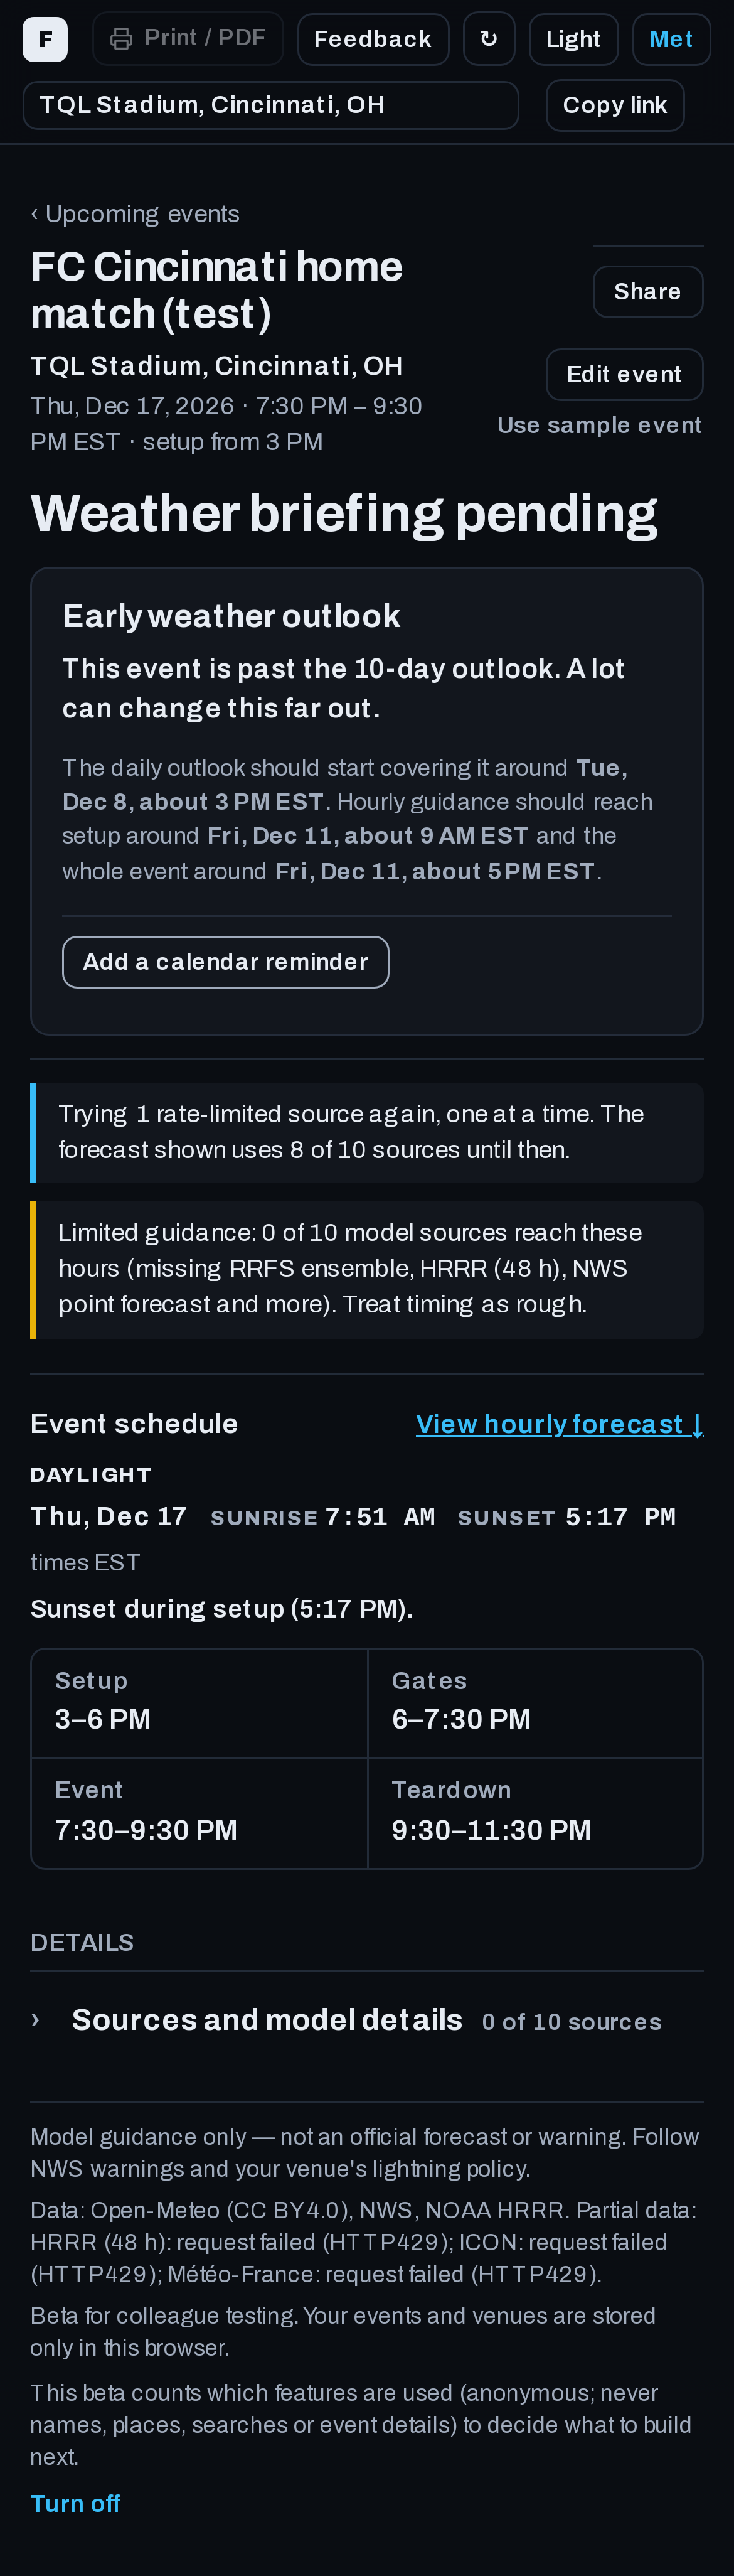 F
Print / PDF
Feedback
↻
Light
Met
TQL Stadium, Cincinnati, OH
Copy link
‹ Upcoming events
FC Cincinnati home
match (test)
Share
TQL Stadium, Cincinnati, OH
Edit event
Thu, Dec 17, 2026 · 7:30 PM – 9:30
PM EST · setup from 3 PM
Use sample event
Weather briefing pending
Early weather outlook
This event is past the 10-day outlook. A lot
can change this far out.
The daily outlook should start covering it around Tue,
Dec 8, about 3 PM EST. Hourly guidance should reach
setup around Fri, Dec 11, about 9 AM EST and the
whole event around Fri, Dec 11, about 5 PM EST.
Add a calendar reminder
Trying 1 rate-limited source again, one at a time. The
forecast shown uses 8 of 10 sources until then.
Limited guidance: 0 of 10 model sources reach these
hours (missing RRFS ensemble, HRRR (48 h), NWS
point forecast and more). Treat timing as rough.
Event schedule
View hourly forecast ↓
DAYLIGHT
Thu, Dec 17 SUNRISE 7:51 AM SUNSET 5:17 PM
times EST
Sunset during setup (5:17 PM).
Setup
3–6 PM
Gates
6–7:30 PM
Event
7:30–9:30 PM
Teardown
9:30–11:30 PM
DETAILS
› Sources and model details 0 of 10 sources
Model guidance only — not an official forecast or warning. Follow
NWS warnings and your venue's lightning policy.
Data: Open-Meteo (CC BY 4.0), NWS, NOAA HRRR. Partial data:
HRRR (48 h): request failed (HTTP 429); ICON: request failed
(HTTP 429); Météo-France: request failed (HTTP 429).
Beta for colleague testing. Your events and venues are stored
only in this browser.
This beta counts which features are used (anonymous; never
names, places, searches or event details) to decide what to build
next.
Turn off